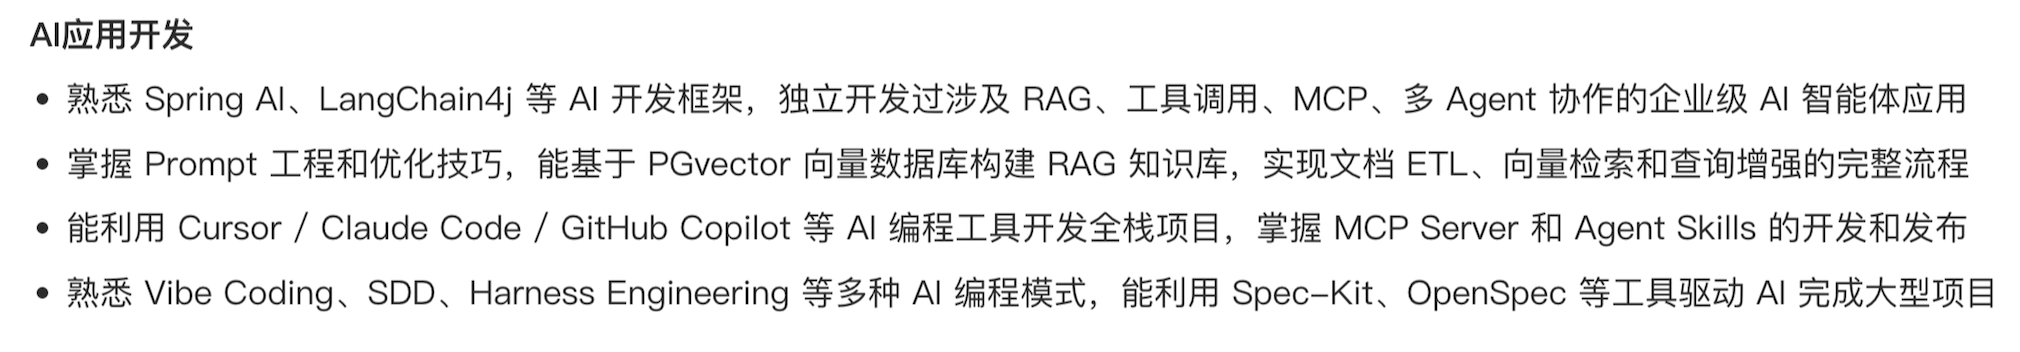 AI应用开发
• 熟悉 Spring AI、LangChain4j 等 AI 开发框架，独立开发过涉及 RAG、工具调用、MCP、多 Agent 协作的企业级 AI 智能体应用
• 掌握 Prompt 工程和优化技巧，能基于 PGvector 向量数据库构建 RAG 知识库，实现文档 ETL、向量检索和查询增强的完整流程
• 能利用 Cursor / Claude Code / GitHub Copilot 等 AI 编程工具开发全栈项目，掌握 MCP Server 和 Agent Skills 的开发和发布
• 熟悉 Vibe Coding、SDD、Harness Engineering 等多种 AI 编程模式，能利用 Spec-Kit、OpenSpec 等工具驱动 AI 完成大型项目